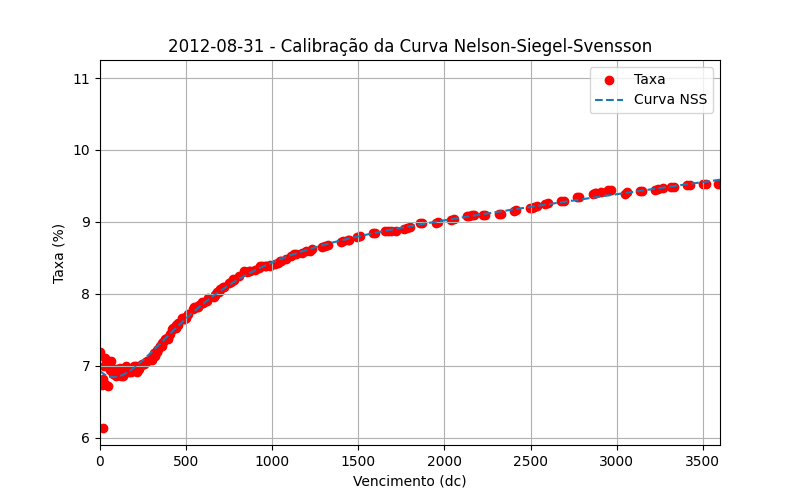 2012-08-31 - Calibração da Curva Nelson-Siegel-Svensson
Taxa
Curva NSS
Taxa (%)
11
10
9
8
7
6
0 500 1000 1500 2000 2500 3000 3500
Vencimento (dc)